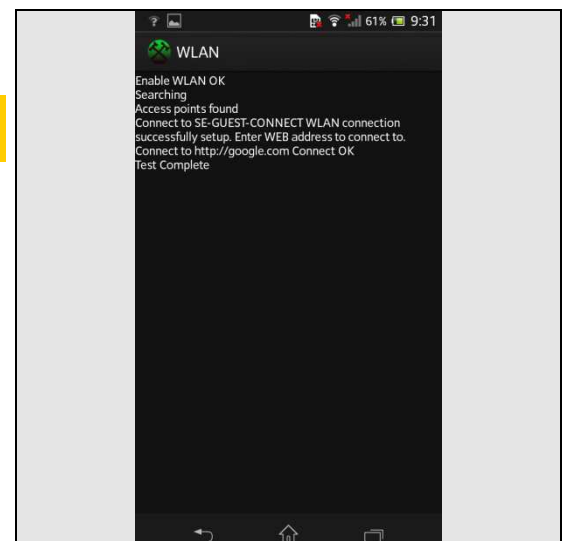 61% 9:31
WLAN
Enable WLAN OK
Searching
Access points found
Connect to SE-GUEST-CONNECT WLAN connection
successfully setup. Enter WEB address to connect to.
Connect to http://google.com Connect OK
Test Complete